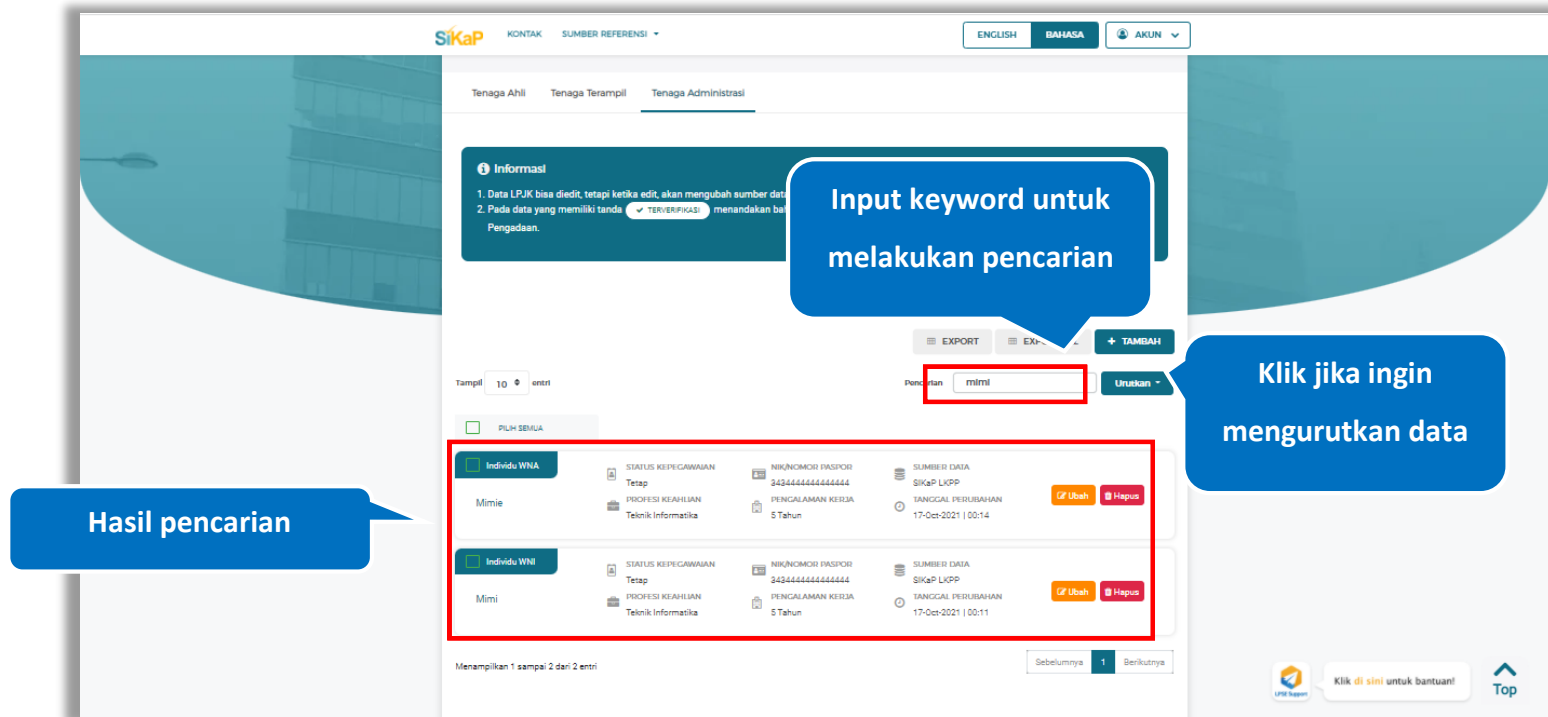 SiKaP KONTAK SUMBER REFERENSI ENGLISH BAHASA AKUN
Tenaga Ahli Tenaga Terampil Tenaga Administrasi
Informasi
1. Data LPJK bisa diedit, tetapi ketika edit, akan mengubah sumber data
2. Pada data yang memiliki tanda TERVERIFIKASI menandakan
Pengadaan.
Input keyword untuk
melakukan pencarian
EXPORT + TAMBAH
Tampil 10 entri Pencarian mimi Urutkan
Klik jika ingin
mengurutkan data
PILIH SEMUA
Individu WNA STATUS KEPEGAWAIAN NIK/NOMOR PASPOR SUMBER DATA
Tetap 3434444444444444 SIKaP LKPP
Mimie PROFESI KEAHLIAN PENGALAMAN KERJA TANGGAL PERUBAHAN Ubah Hapus
Teknik Informatika 5 Tahun 17-Oct-2021 | 00:14
Hasil pencarian
Individu WNI STATUS KEPEGAWAIAN NIK/NOMOR PASPOR SUMBER DATA
Tetap 3434444444444444 SIKaP LKPP
Mimi PROFESI KEAHLIAN PENGALAMAN KERJA TANGGAL PERUBAHAN Ubah Hapus
Teknik Informatika 5 Tahun 17-Oct-2021 | 00:11
Menampilkan 1 sampai 2 dari 2 entri Sebelumnya 1 Berikutnya
LPSE Support Klik di sini untuk bantuan! Top